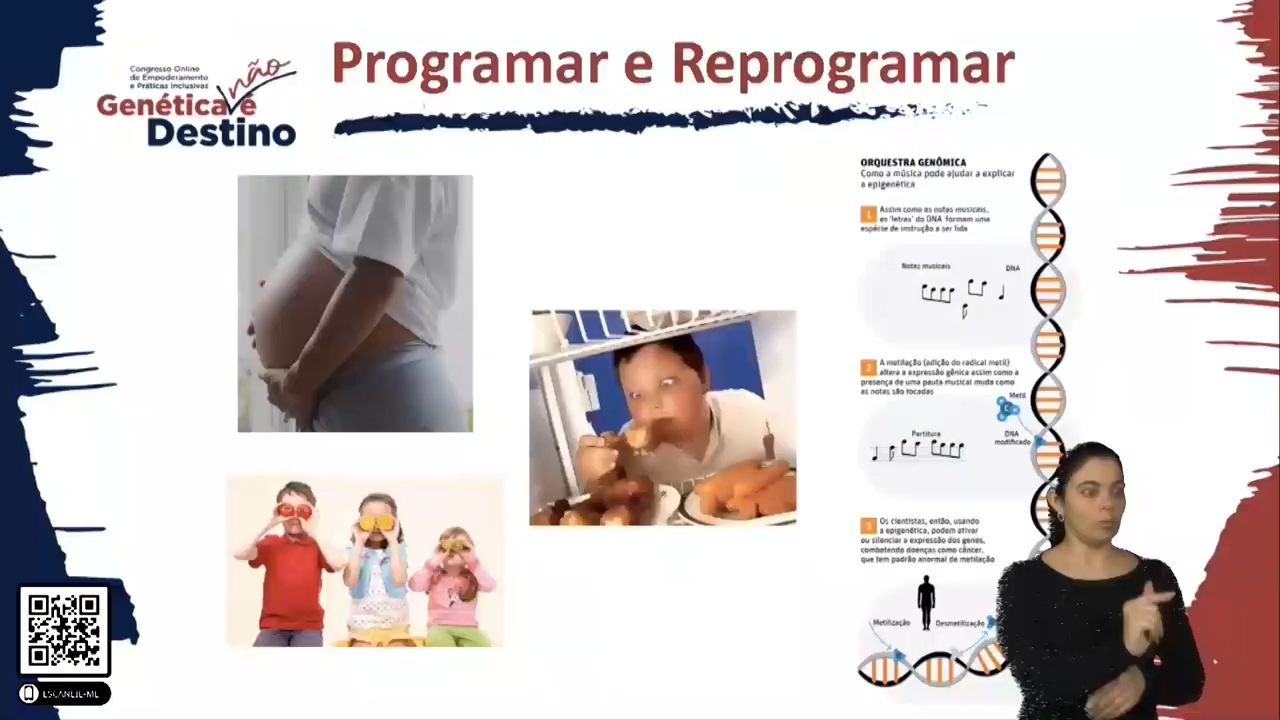 Programar e Reprogramar
Congresso Online
de Empoderamento
e Práticas Inclusivas
não
Genética é
Destino
ORQUESTRA GENÔMICA
Como a música pode ajudar a explicar
a epigenética
1 Assim como as notas musicais,
as 'letras' do DNA formam uma
espécie de instrução a ser lida
Notas musicais
DNA
2 A metilação (adição do radical metil)
altera a expressão gênica assim como a
presença de uma pauta musical muda como
as notas são tocadas
Metil
Partitura
DNA
modificado
3 Os cientistas, então, usando
a epigenética, podem ativar
ou silenciar a expressão dos genes,
combatendo doenças como câncer,
que tem padrão anormal de metilação
Metilização
Desmetilização
ESCANEIE-ME